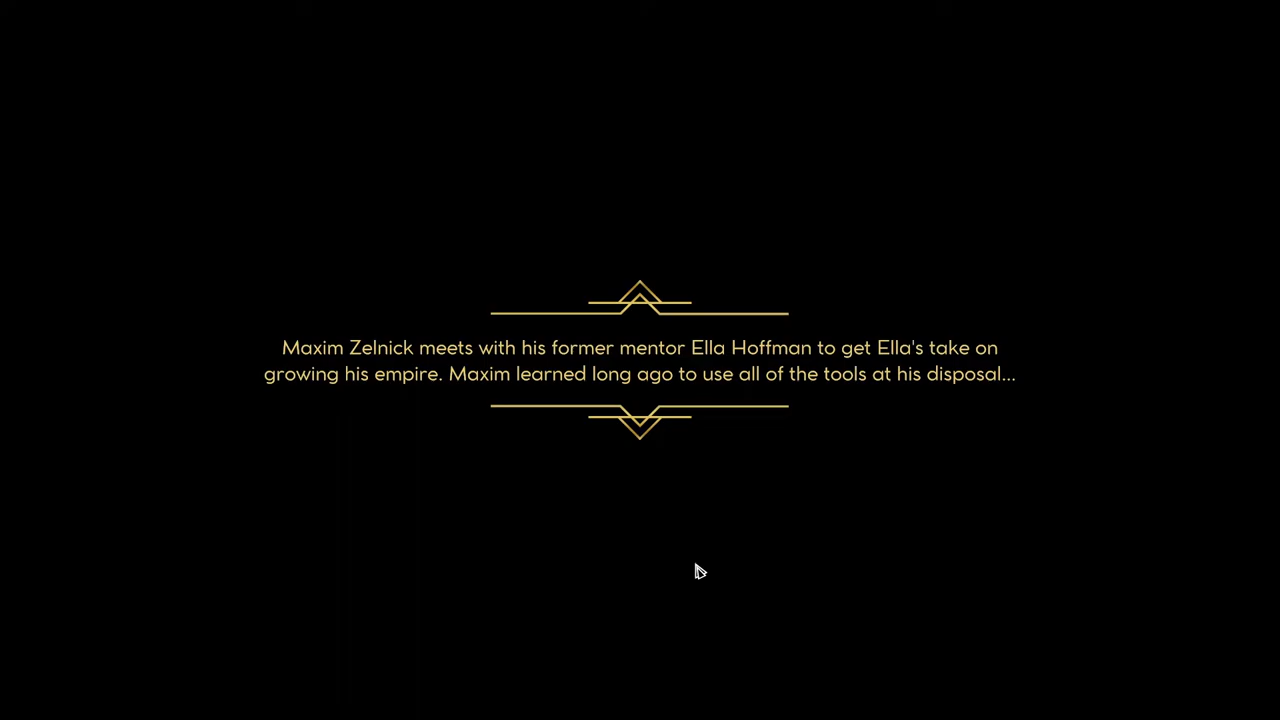 Maxim Zelnick meets with his former mentor Ella Hoffman to get Ella's take on
growing his empire. Maxim learned long ago to use all of the tools at his disposal...